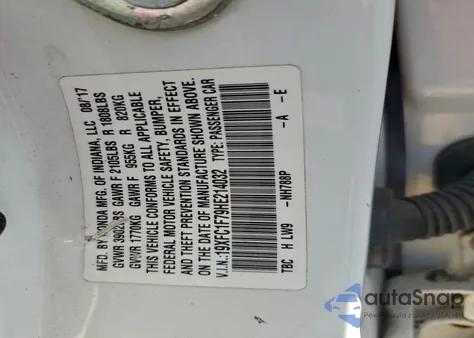 MFD. BY HONDA MFG. OF INDIANA, LLC 08/17
GVWR 3902LBS GAWR F 2105LBS R 1808LBS
GVWR 1770KG GAWR F 955KG R 820KG
THIS VEHICLE CONFORMS TO ALL APPLICABLE
FEDERAL MOTOR VEHICLE SAFETY, BUMPER,
AND THEFT PREVENTION STANDARDS IN EFFECT
ON THE DATE OF MANUFACTURE SHOWN ABOVE.
V.I.N.:19XFC1F79HE214032 TYPE: PASSENGER CAR
-NH788P -A -E
TBC H LW9
autoSnap